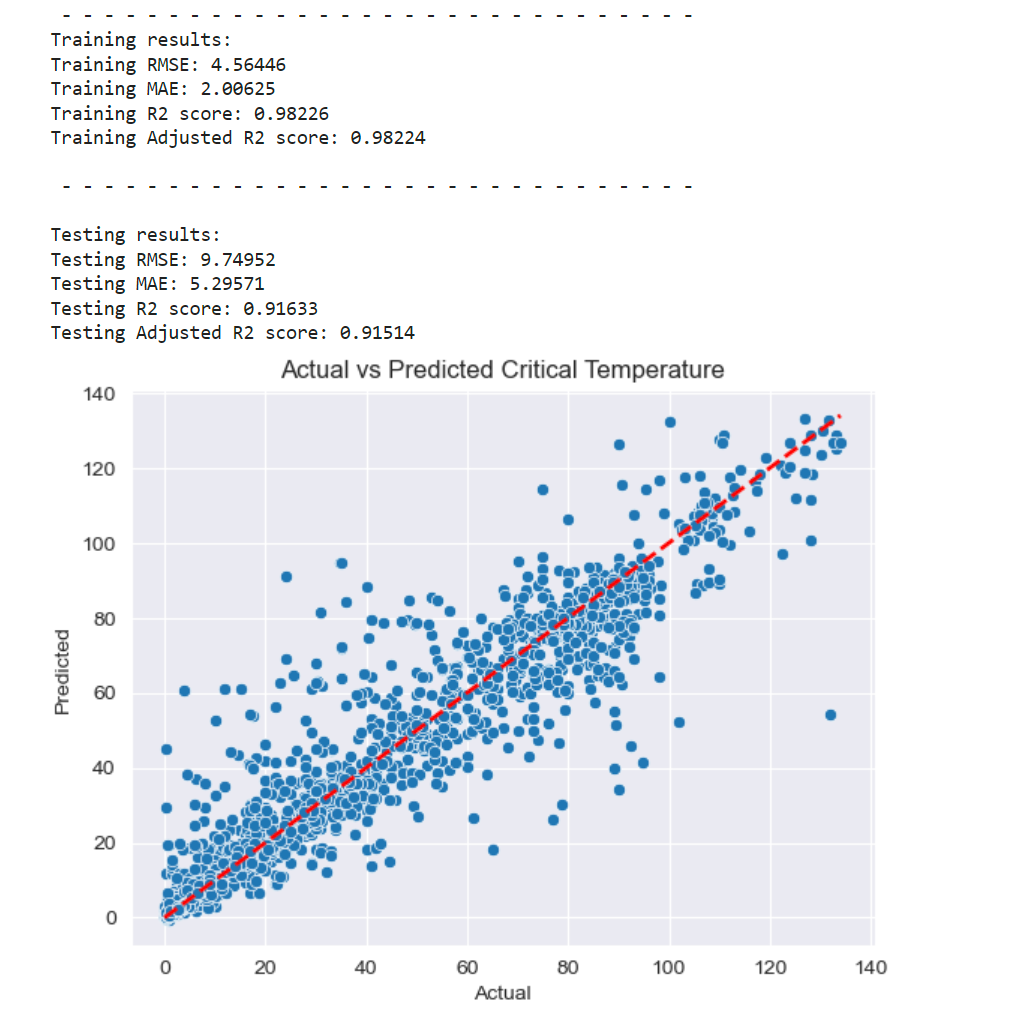 - - - - - - - - - - - - - - - - - - - - - - - - - - - - - -
Training results:
Training RMSE: 4.56446
Training MAE: 2.00625
Training R2 score: 0.98226
Training Adjusted R2 score: 0.98224
- - - - - - - - - - - - - - - - - - - - - - - - - - - - - -
Testing results:
Testing RMSE: 9.74952
Testing MAE: 5.29571
Testing R2 score: 0.91633
Testing Adjusted R2 score: 0.91514
Actual vs Predicted Critical Temperature
140
120
100
80
60
40
20
0
Predicted
0 20 40 60 80 100 120 140
Actual